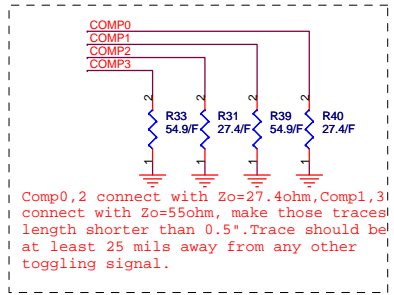 COMP0
COMP1
COMP2
COMP3
2 2 2 2
R33 R31 R39 R40
54.9/F 27.4/F 54.9/F 27.4/F
1 1 1 1
Comp0,2 connect with Zo=27.4ohm,Comp1,3
connect with Zo=55ohm, make those traces
length shorter than 0.5".Trace should be
at least 25 mils away from any other
toggling signal.